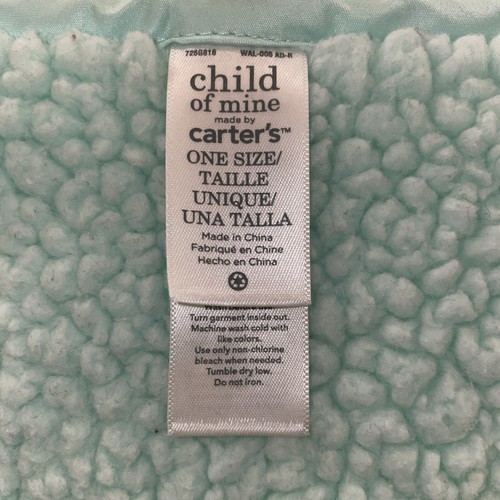 726G816 WAL-006 AD-R
child
of mine
made by
carter's™
ONE SIZE/
TAILLE
UNIQUE/
UNA TALLA
Made in China
Fabriqué en Chine
Hecho en China
Turn garment inside out.
Machine wash cold with
like colors.
Use only non-chlorine
bleach when needed.
Tumble dry low.
Do not iron.